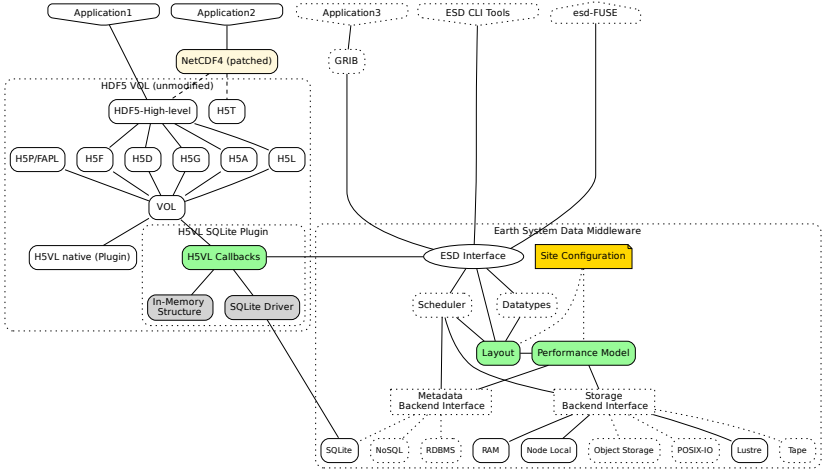 Application1
Application2
Application3
ESD CLI Tools
esd-FUSE
NetCDF4 (patched)
GRIB
HDF5 VOL (unmodified)
HDF5-High-level
H5T
H5P/FAPL
H5F
H5D
H5G
H5A
H5L
VOL
H5VL SQLite Plugin
Earth System Data Middleware
H5VL native (Plugin)
H5VL Callbacks
ESD Interface
Site Configuration
In-Memory
Structure
SQLite Driver
Scheduler
Datatypes
Layout
Performance Model
Metadata
Backend Interface
Storage
Backend Interface
SQLite
NoSQL
RDBMS
RAM
Node Local
Object Storage
POSIX-IO
Lustre
Tape